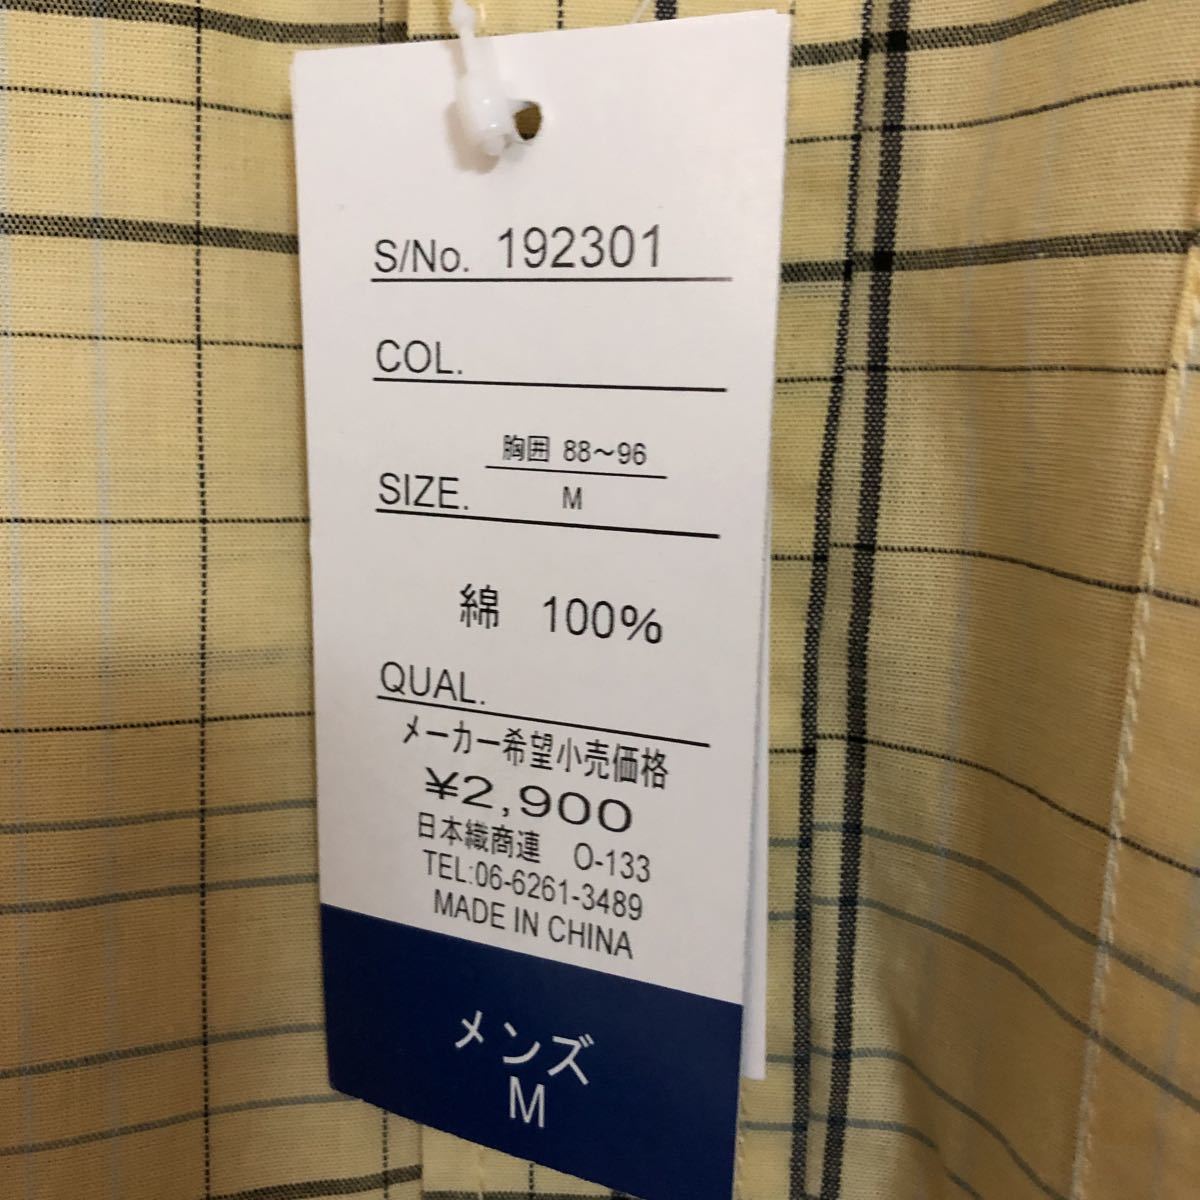 S/No. 192301
COL.
胸囲 88～96
SIZE. M
綿 100%
QUAL.
メーカー希望小売価格
¥2,900
日本織商連 O-133
TEL:06-6261-3489
MADE IN CHINA
メンズ
M